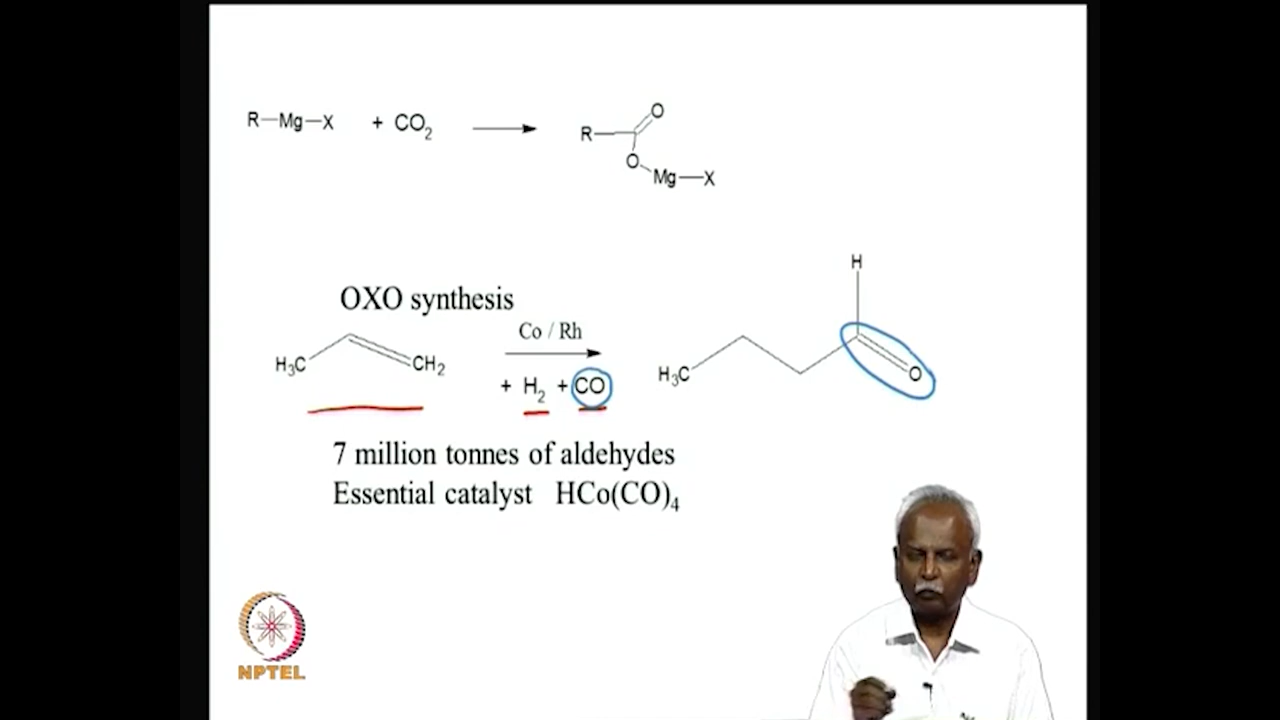 R—Mg—X + CO₂
R O
O
Mg—X
OXO synthesis
H
Co / Rh
H₃C CH₂
+ H₂ + CO
H₃C O
7 million tonnes of aldehydes
Essential catalyst HCo(CO)₄
NPTEL